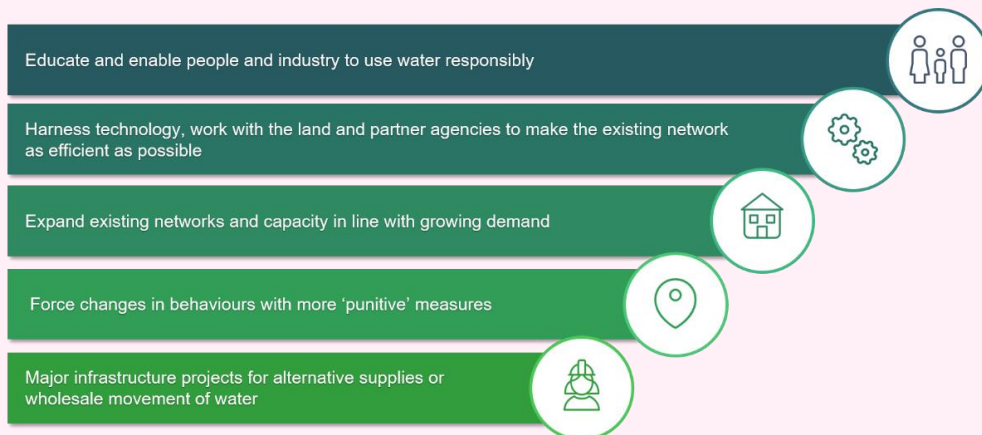 Educate and enable people and industry to use water responsibly
Harness technology, work with the land and partner agencies to make the existing network
as efficient as possible
Expand existing networks and capacity in line with growing demand
Force changes in behaviours with more ‘punitive’ measures
Major infrastructure projects for alternative supplies or
wholesale movement of water